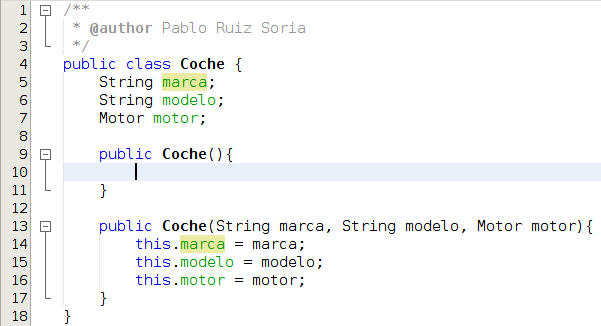 1 /**
2  * @author Pablo Ruiz Soria
3  */
4 public class Coche {
5     String marca;
6     String modelo;
7     Motor motor;
8
9     public Coche(){
10
11     }
12
13     public Coche(String marca, String modelo, Motor motor){
14         this.marca = marca;
15         this.modelo = modelo;
16         this.motor = motor;
17     }
18 }